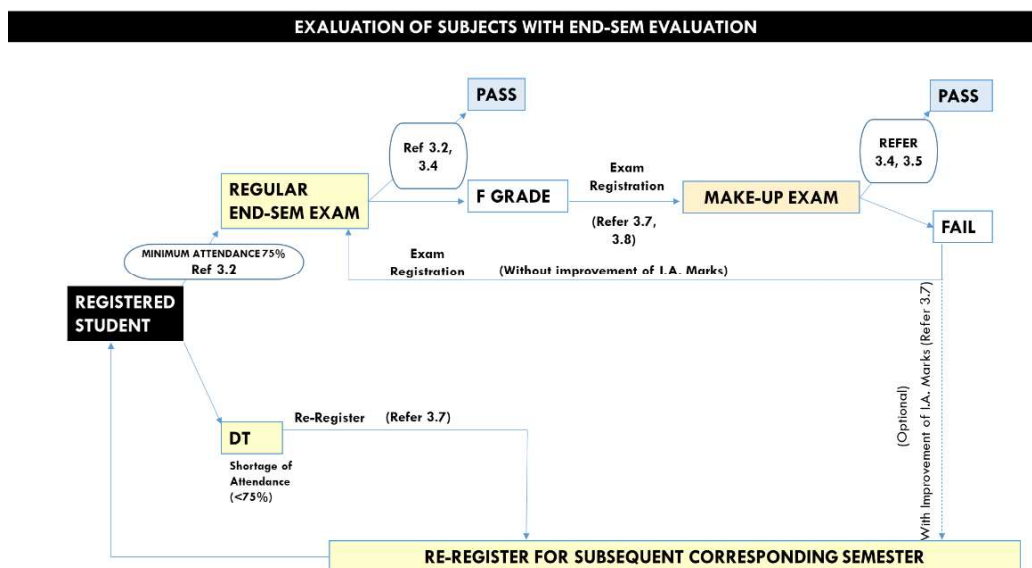 EXALUATION OF SUBJECTS WITH END-SEM EVALUATION
PASS
PASS
Ref 3.2,
3.4
REFER
3.4, 3.5
REGULAR
END-SEM EXAM
F GRADE
Exam
Registration
(Refer 3.7,
3.8)
MAKE-UP EXAM
FAIL
MINIMUM ATTENDANCE 75%
Ref 3.2
Exam
Registration (Without improvement of I.A. Marks)
REGISTERED
STUDENT
(Optional)
With Improvement of I.A. Marks (Refer 3.7)
DT
Re-Register (Refer 3.7)
Shortage of
Attendance
(<75%)
RE-REGISTER FOR SUBSEQUENT CORRESPONDING SEMESTER